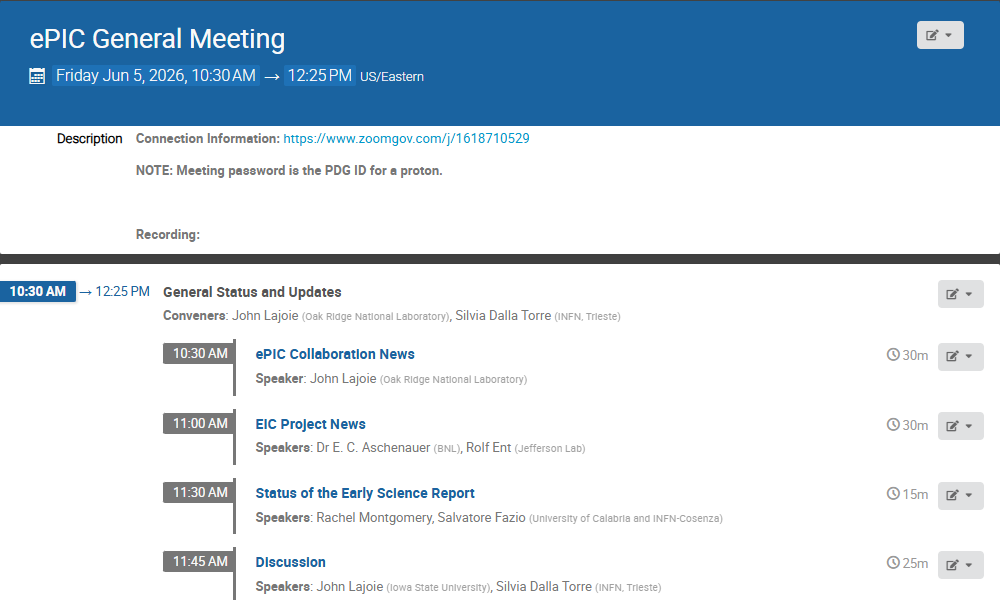 ePIC General Meeting
Friday Jun 5, 2026, 10:30 AM → 12:25 PM US/Eastern
Description Connection Information: https://www.zoomgov.com/j/1618710529
NOTE: Meeting password is the PDG ID for a proton.
Recording:
10:30 AM → 12:25 PM General Status and Updates
Conveners: John Lajoie (Oak Ridge National Laboratory), Silvia Dalla Torre (INFN, Trieste)
10:30 AM ePIC Collaboration News 30m
Speaker: John Lajoie (Oak Ridge National Laboratory)
11:00 AM EIC Project News 30m
Speakers: Dr E. C. Aschenauer (BNL), Rolf Ent (Jefferson Lab)
11:30 AM Status of the Early Science Report 15m
Speakers: Rachel Montgomery, Salvatore Fazio (University of Calabria and INFN-Cosenza)
11:45 AM Discussion 25m
Speakers: John Lajoie (Iowa State University), Silvia Dalla Torre (INFN, Trieste)